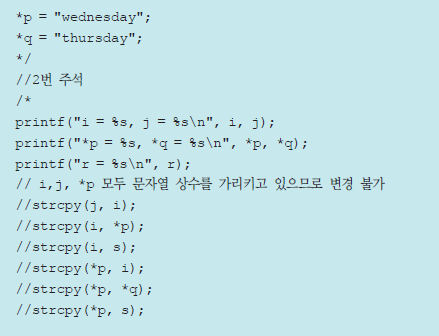 *p = "wednesday";
*q = "thursday";
*/
//2번 주석
/*
printf("i = %s, j = %s\n", i, j);
printf("*p = %s, *q = %s\n", *p, *q);
printf("r = %s\n", r);
// i,j, *p 모두 문자열 상수를 가리키고 있으므로 변경 불가
//strcpy(j, i);
//strcpy(i, *p);
//strcpy(i, s);
//strcpy(*p, i);
//strcpy(*p, *q);
//strcpy(*p, s);